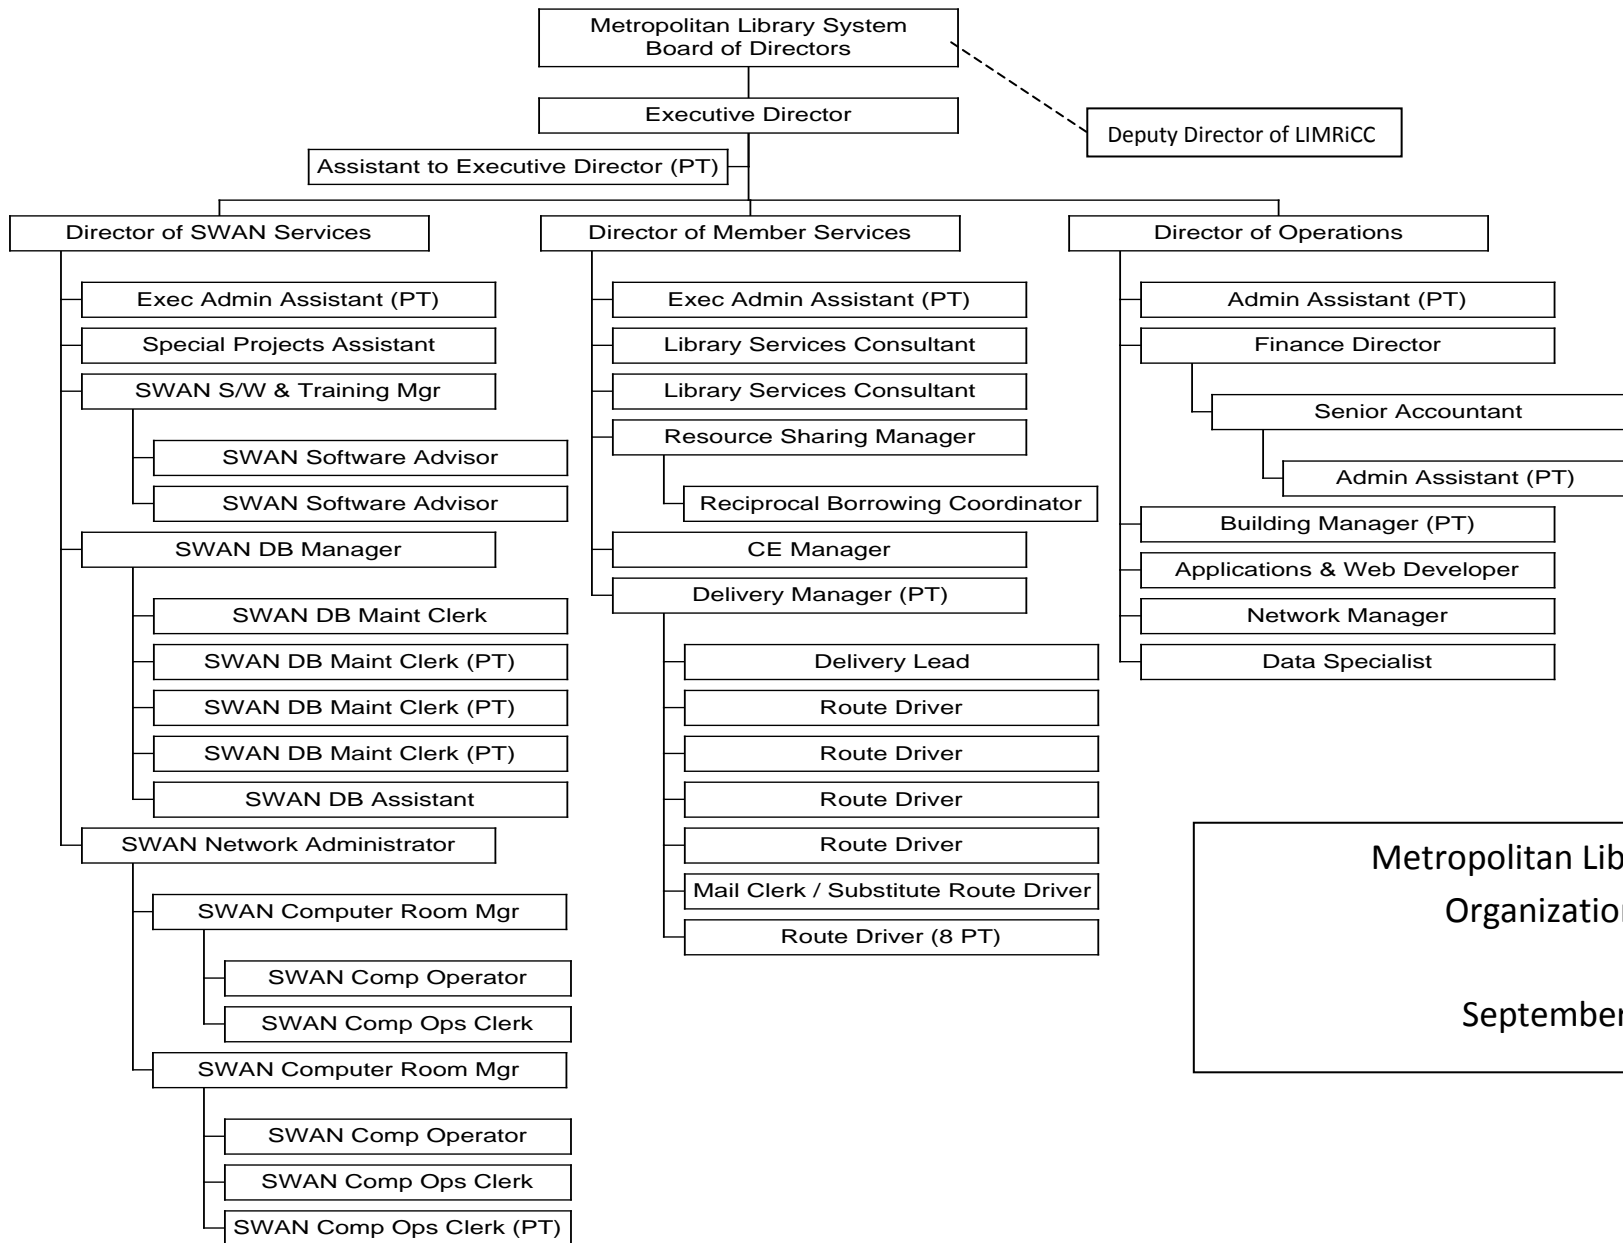 Metropolitan Library System
Board of Directors
Executive Director
Deputy Director of LIMRiCC
Assistant to Executive Director (PT)
Director of SWAN Services
Exec Admin Assistant (PT)
Special Projects Assistant
SWAN S/W & Training Mgr
SWAN Software Advisor
SWAN Software Advisor
SWAN DB Manager
SWAN DB Maint Clerk
SWAN DB Maint Clerk (PT)
SWAN DB Maint Clerk (PT)
SWAN DB Maint Clerk (PT)
SWAN DB Assistant
SWAN Network Administrator
SWAN Computer Room Mgr
SWAN Comp Operator
SWAN Comp Ops Clerk
SWAN Computer Room Mgr
SWAN Comp Operator
SWAN Comp Ops Clerk
SWAN Comp Ops Clerk (PT)
Director of Member Services
Exec Admin Assistant (PT)
Library Services Consultant
Library Services Consultant
Resource Sharing Manager
Reciprocal Borrowing Coordinator
CE Manager
Delivery Manager (PT)
Delivery Lead
Route Driver
Route Driver
Route Driver
Route Driver
Mail Clerk / Substitute Route Driver
Route Driver (8 PT)
Director of Operations
Admin Assistant (PT)
Finance Director
Senior Accountant
Admin Assistant (PT)
Building Manager (PT)
Applications & Web Developer
Network Manager
Data Specialist
Metropolitan
September